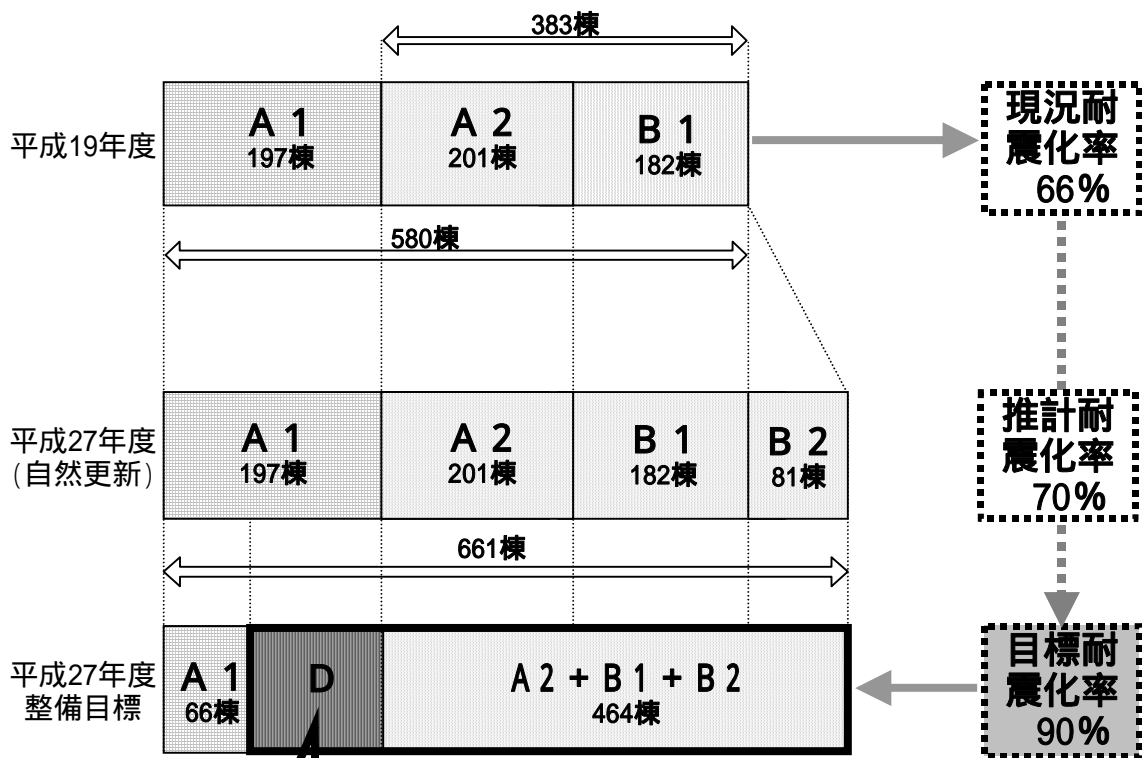 383棟
平成19年度
A 1
197棟
A 2
201棟
B 1
182棟
現況耐
震化率
66%
580棟
平成27年度
(自然更新)
A 1
197棟
A 2
201棟
B 1
182棟
B 2
81棟
推計耐
震化率
70%
661棟
平成27年度
整備目標
A 1
66棟
D
A 2 + B 1 + B 2
464棟
目標耐
震化率
90%